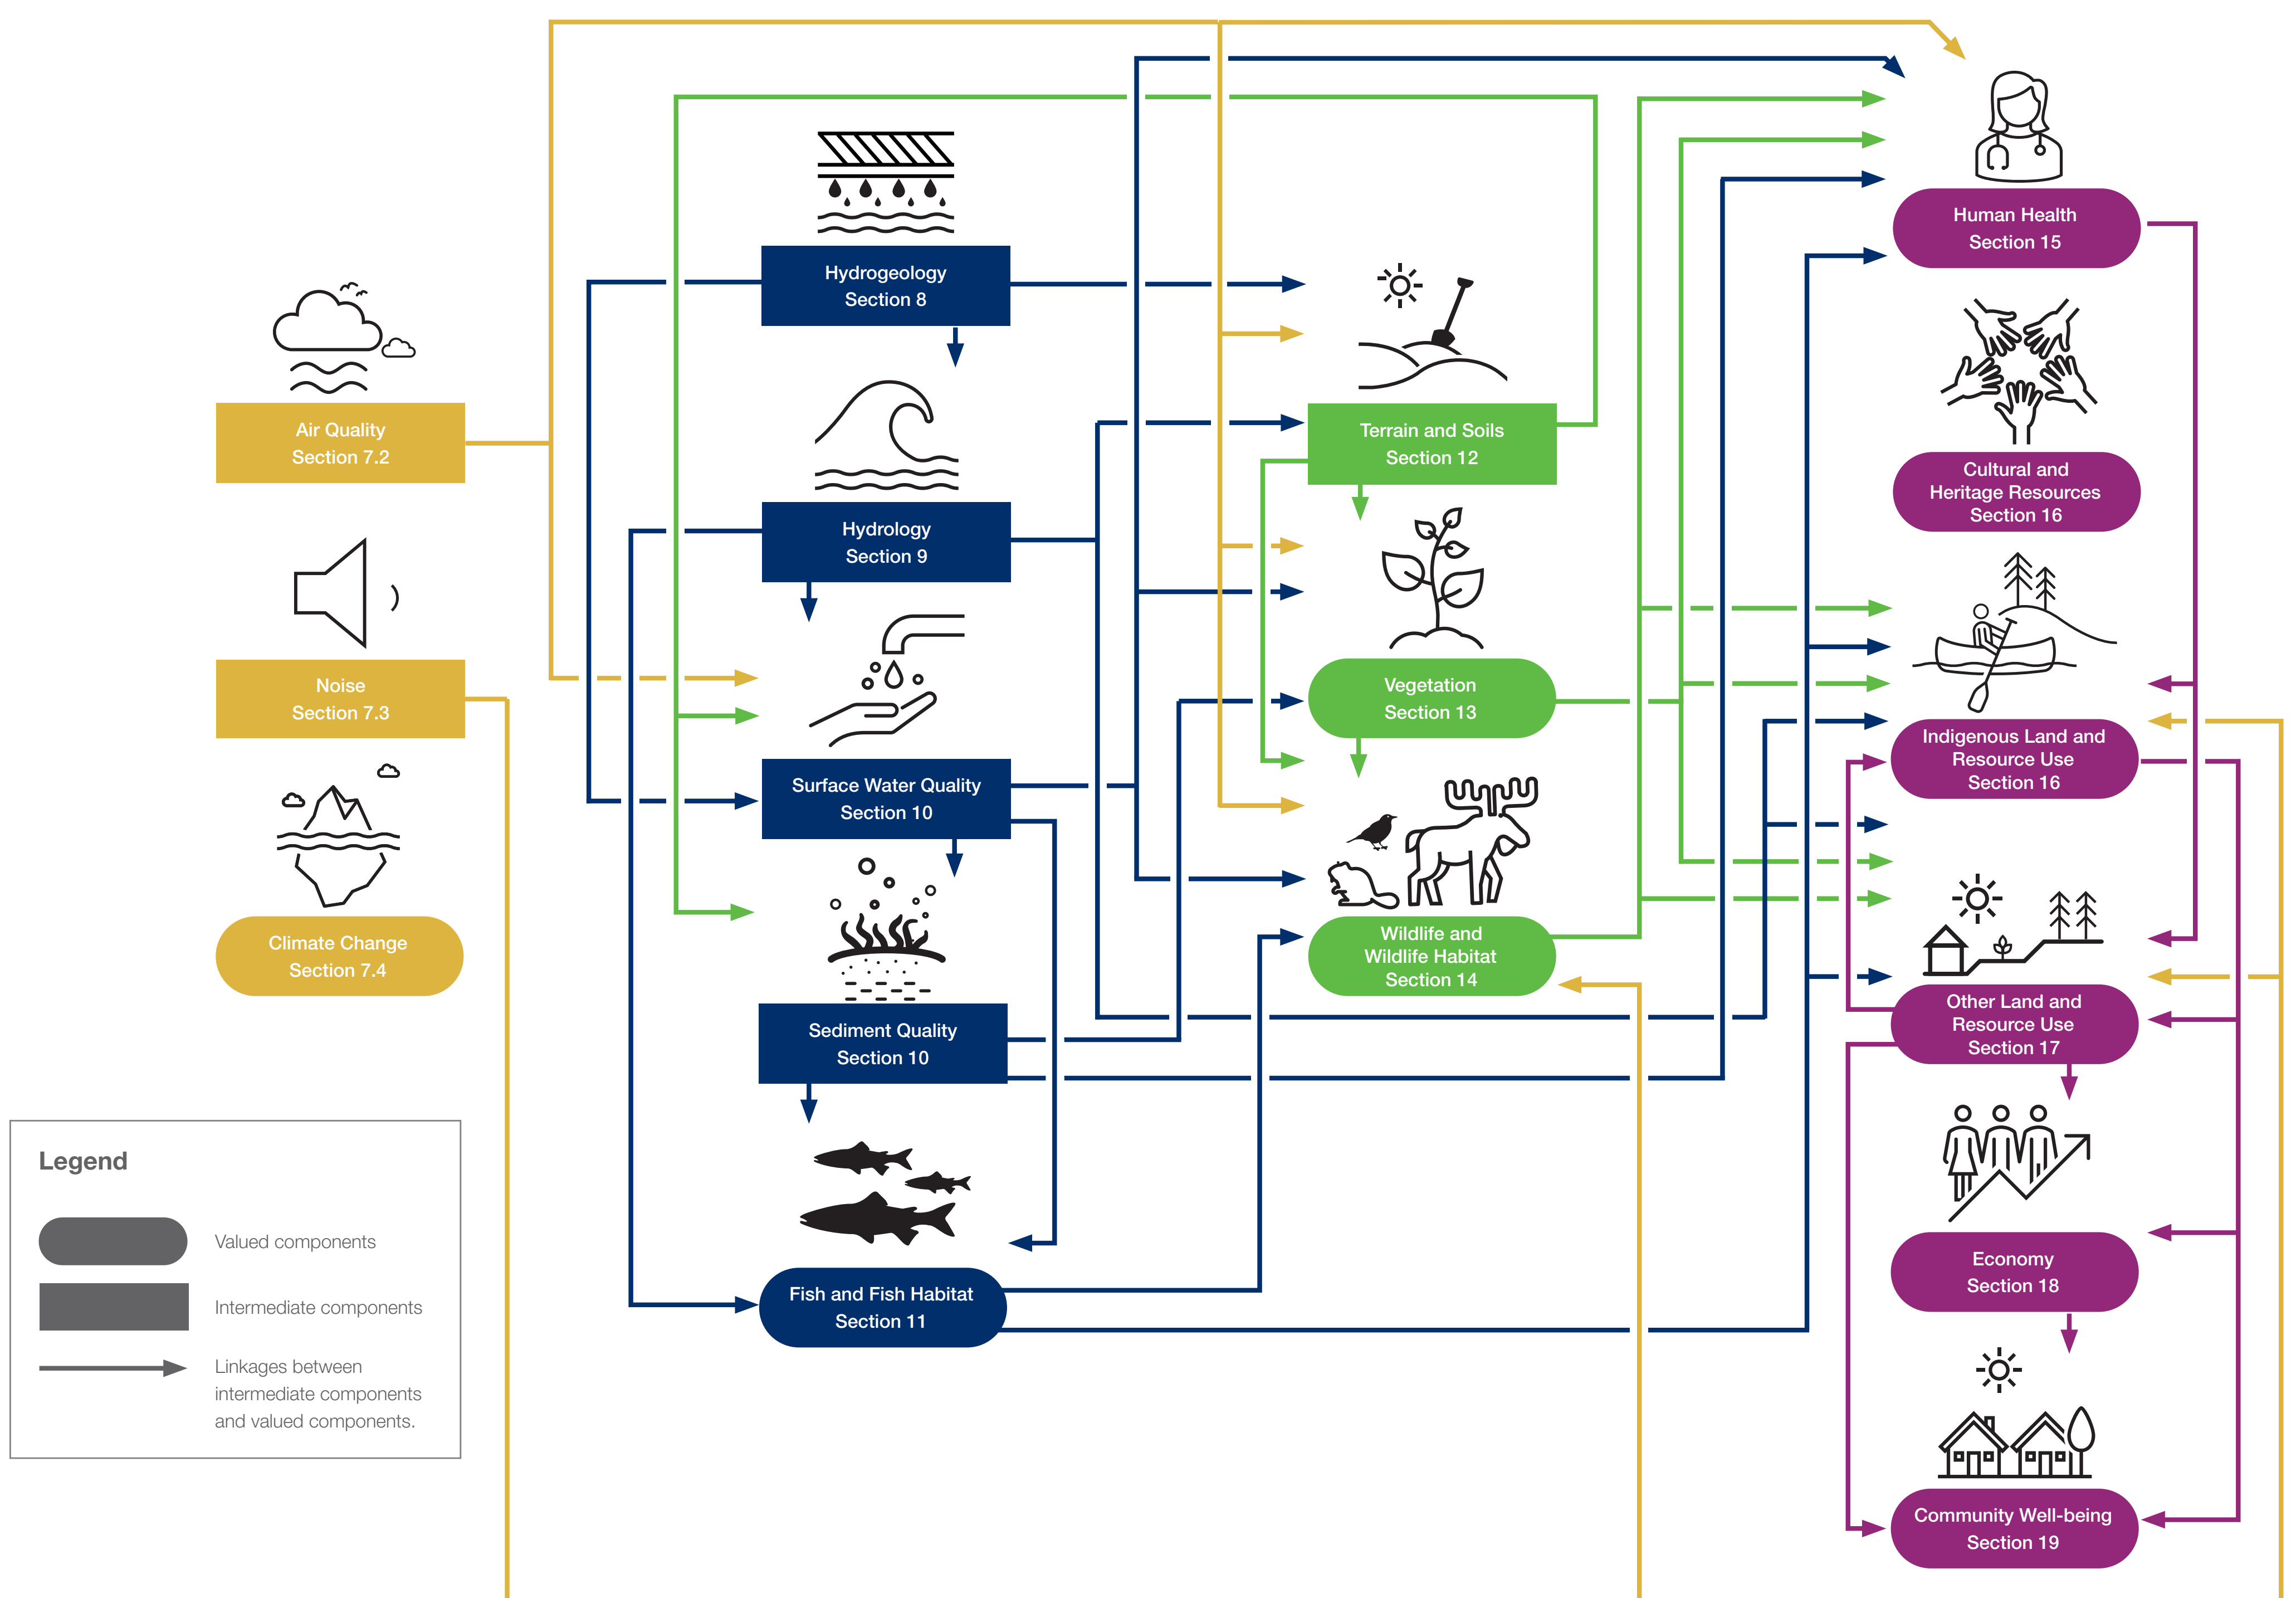 Air Quality
Section 7.2
Noise
Section 7.3
Climate Change
Section 7.4
Legend
Valued components
Intermediate components
Linkages between
intermediate components
and valued components.
Hydrogeology
Section 8
Hydrology
Section 9
Surface Water Quality
Section 10
Sediment Quality
Section 10
Fish and Fish Habitat
Section 11
Terrain and Soils
Section 12
Vegetation
Section 13
Wildlife and
Wildlife Habitat
Section 14
Human Health
Section 15
Cultural and
Heritage Resources
Section 16
Indigenous Land and
Resource Use
Section 16
Other Land and
Resource Use
Section 17
Economy
Section 18
Community Well-being
Section 19